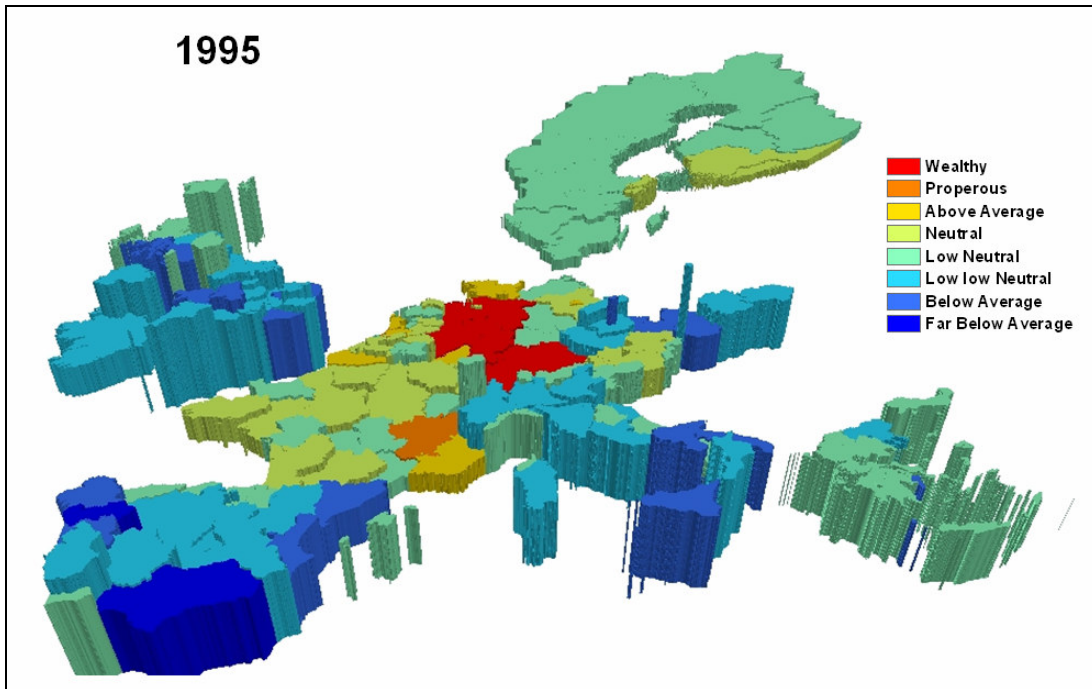 1995
Wealthy
Properous
Above Average
Neutral
Low Neutral
Low low Neutral
Below Average
Far Below Average